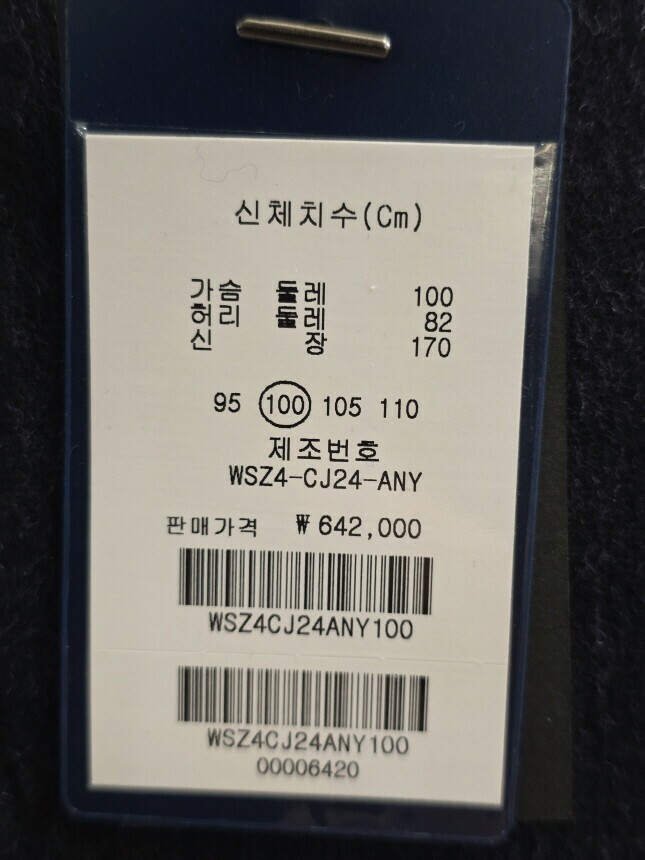 신체치수(Cm)
가슴 둘레 100
허리 둘레 82
신 장 170
95 100 105 110
제조번호
WSZ4-CJ24-ANY
판매가격 ₩642,000
WSZ4CJ24ANY100
WSZ4CJ24ANY100
00006420